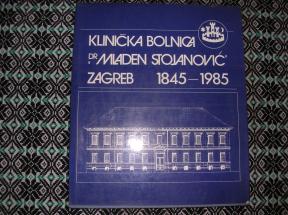 KLINIČKA BOLNICA
„DR MLADEN STOJANOVIĆ“
ZAGREB 1845-1985